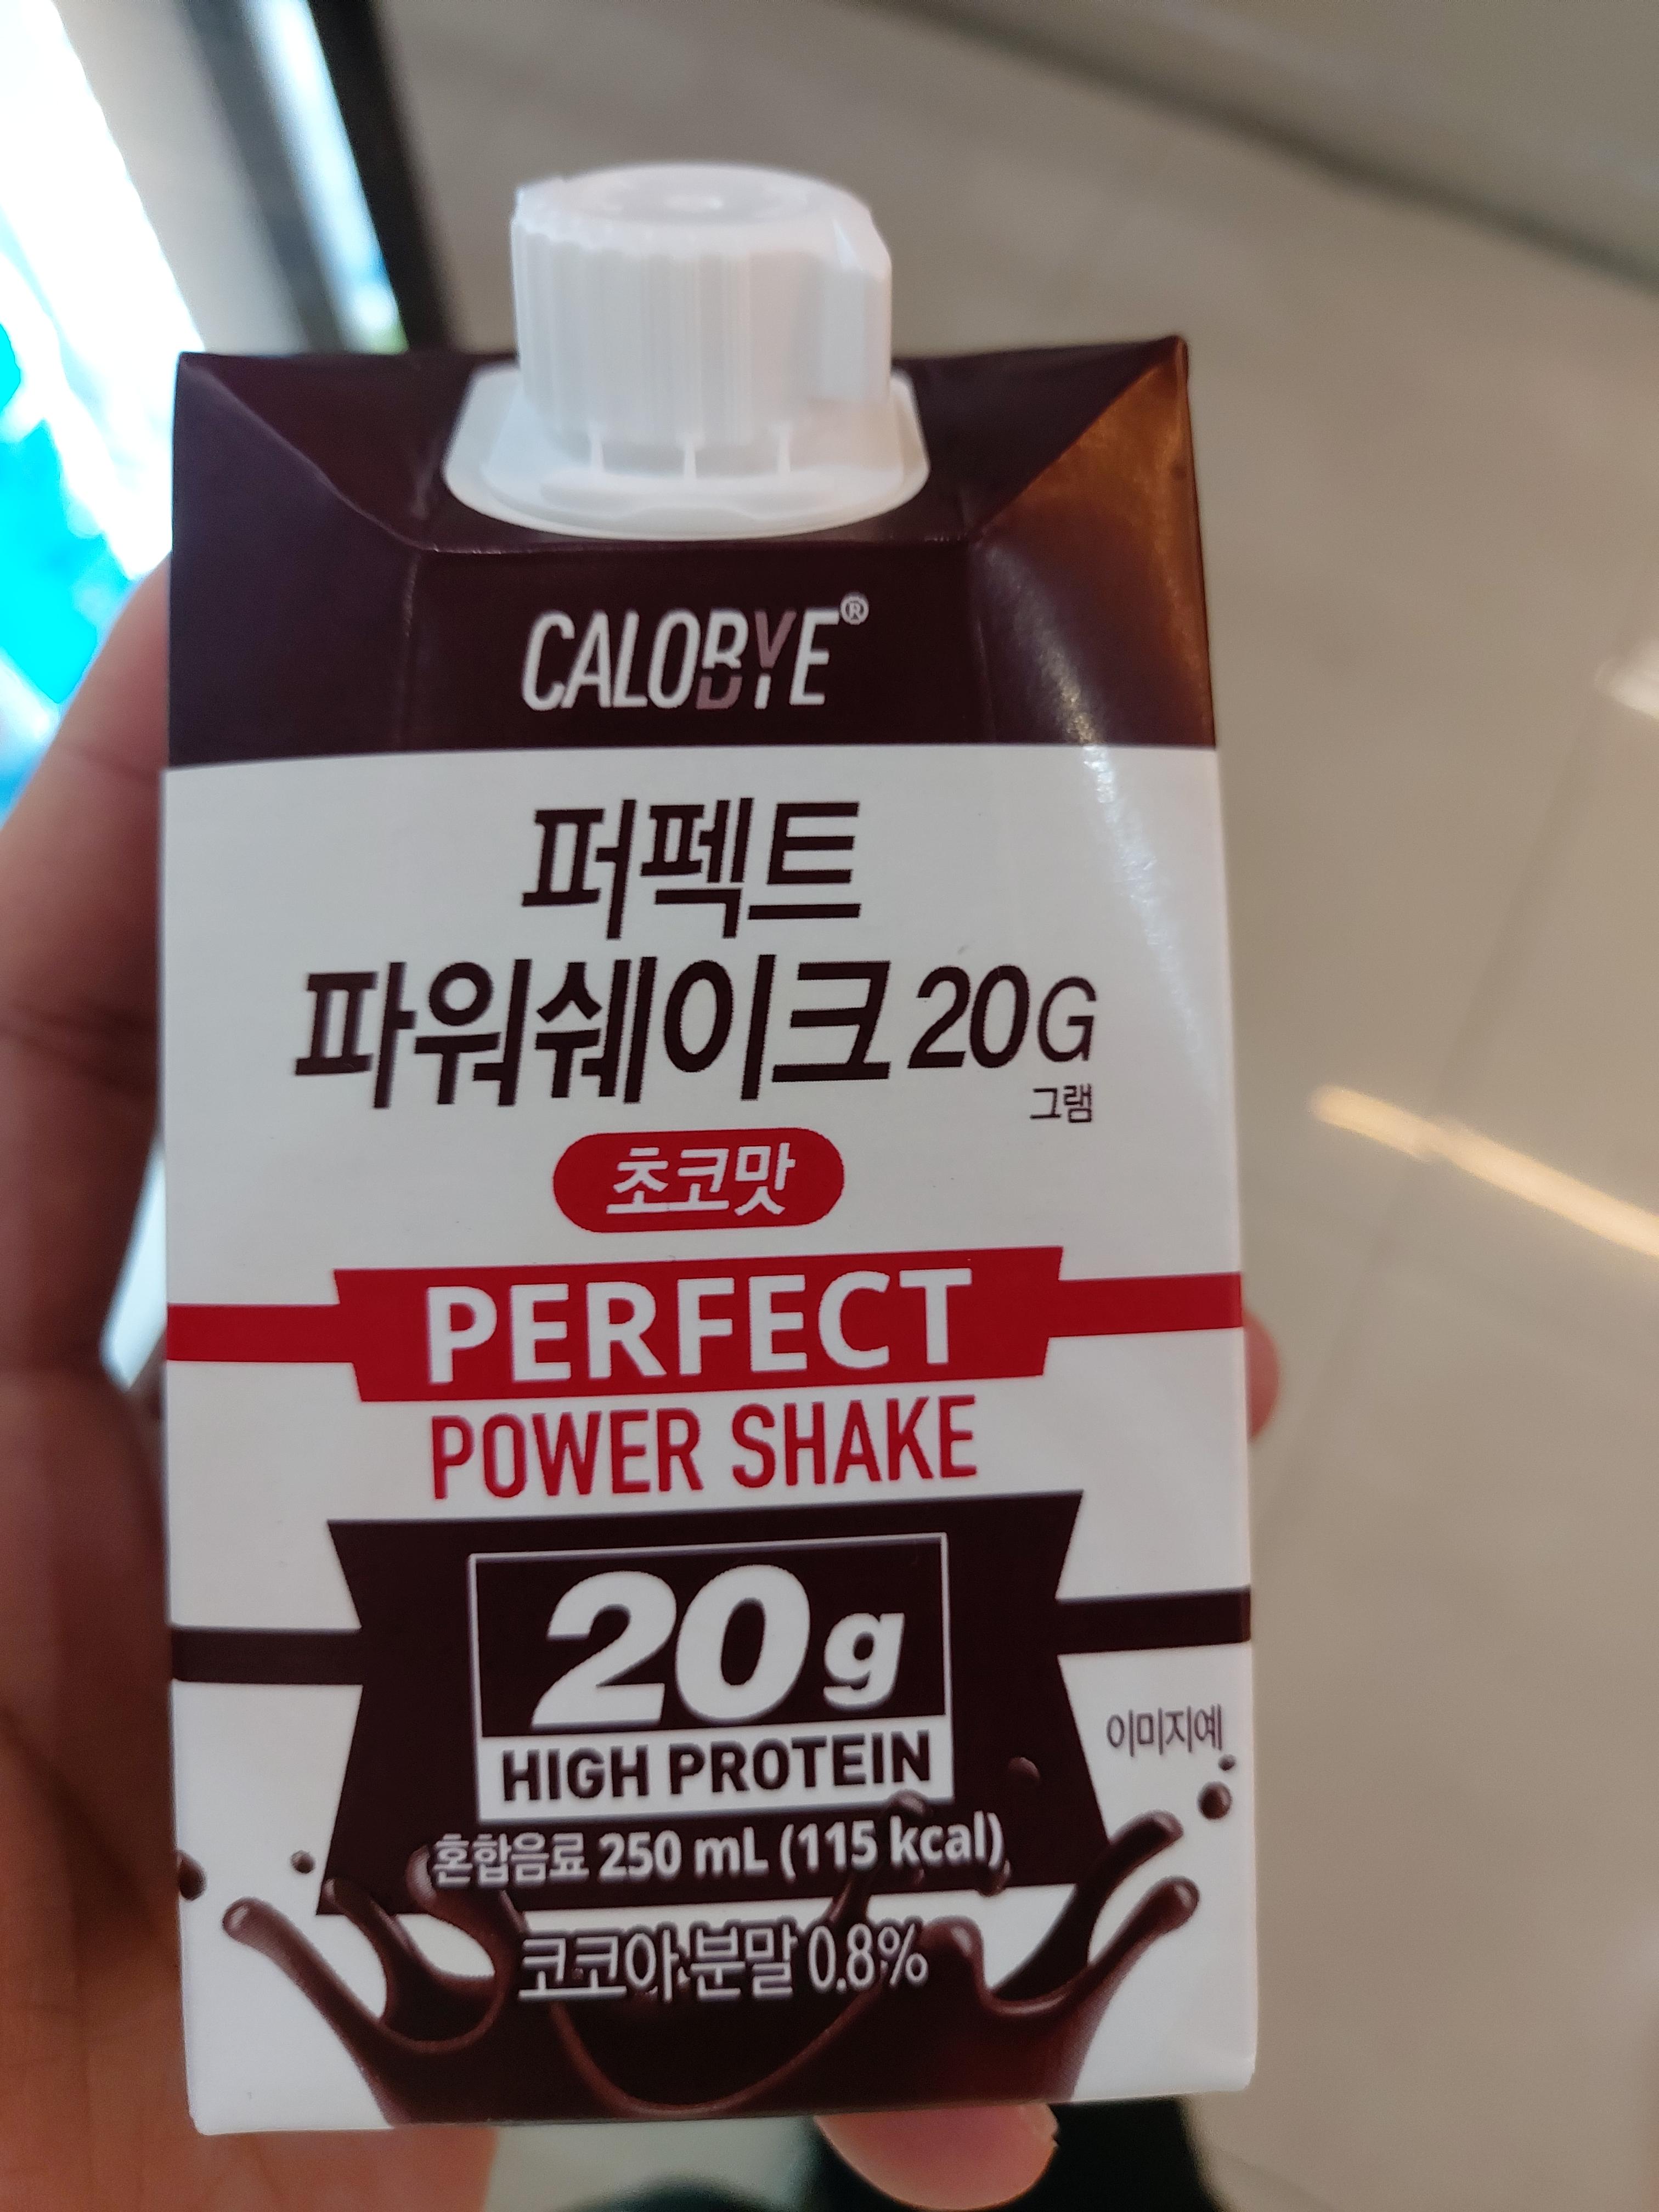 CALOBYE®
퍼펙트
파워쉐이크 20G
그램
초코맛
PERFECT
POWER SHAKE
20g
HIGH PROTEIN
이미지예
혼합음료 250 mL (115 kcal)
코코아분말 0.8%